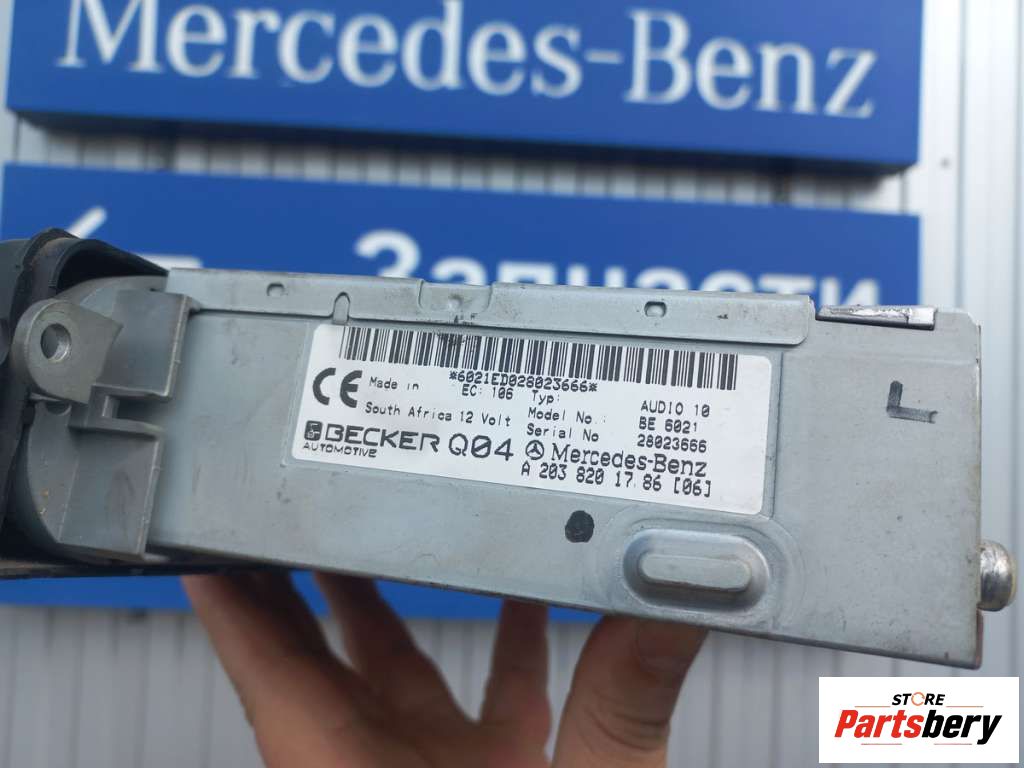 Mercedes-Benz
Запчасти
*6021ED028023666*
CE Made in EC: 106 Typ: AUDIO 10
South Africa 12 Volt Model No.: BE 6021
Serial No 28023666
BECKER Q04 Mercedes-Benz
AUTOMOTIVE A 203 820 17 86 [06]
L
STORE
Partsbery